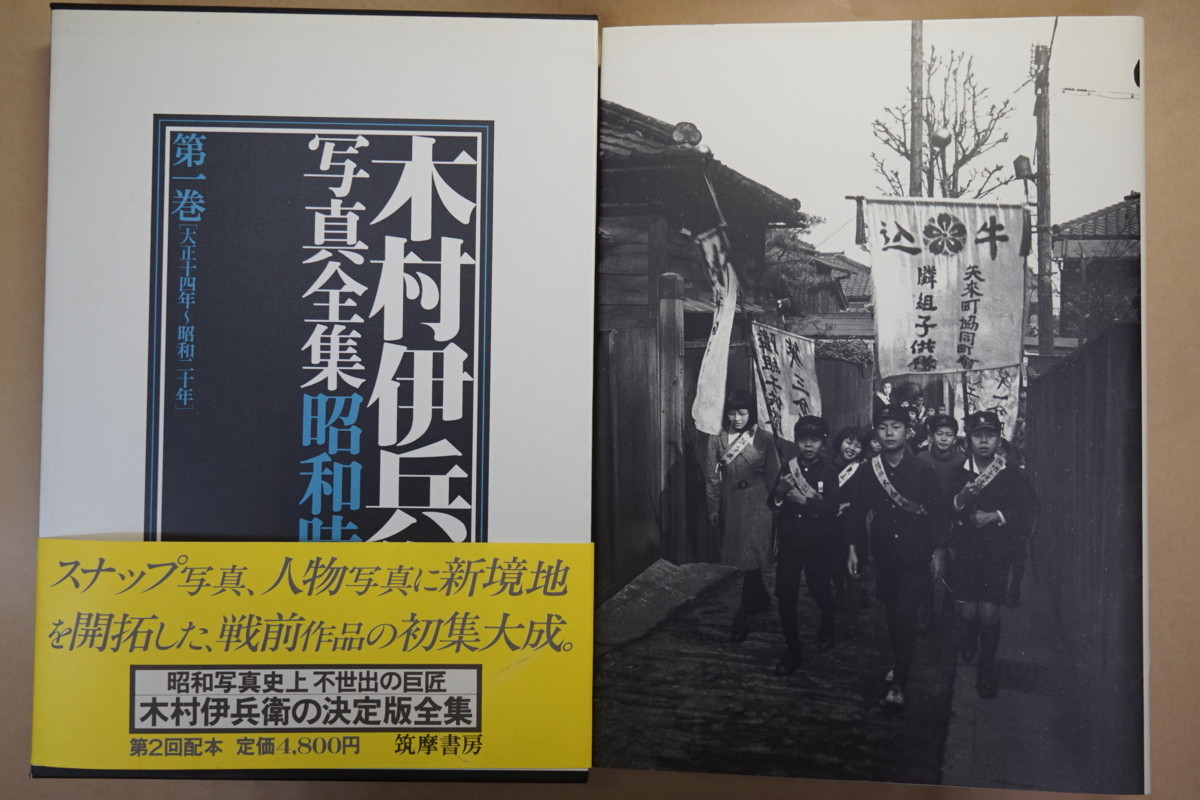 木村伊兵
写真全集昭和時
第一巻[大正十四年〜昭和二十年]
スナップ写真、人物写真に新境地
を開拓した、戦前作品の初集大成。
昭和写真史上 不世出の巨匠
木村伊兵衛の決定版全集
第2回配本 定価4,800円 筑摩書房
牛込
矢來町協同町會
隣組子供